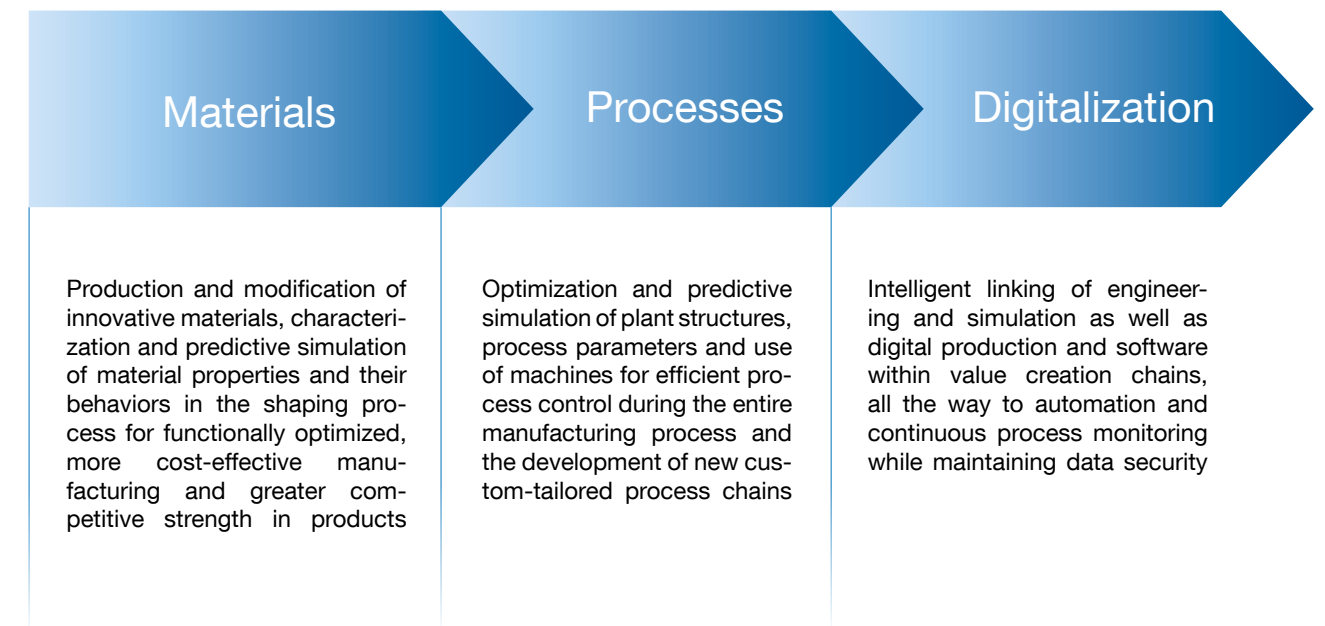 Materials
Processes
Digitalization
Production and modification of
innovative materials, characteri-
zation and predictive simulation
of material properties and their
behaviors in the shaping pro-
cess for functionally optimized,
more cost-effective manu-
facturing and greater com-
petitive strength in products
Optimization and predictive
simulation of plant structures,
process parameters and use
of machines for efficient pro-
cess control during the entire
manufacturing process and
the development of new cus-
tom-tailored process chains
Intelligent linking of engineer-
ing and simulation as well as
digital production and software
within value creation chains,
all the way to automation and
continuous process monitoring
while maintaining data security